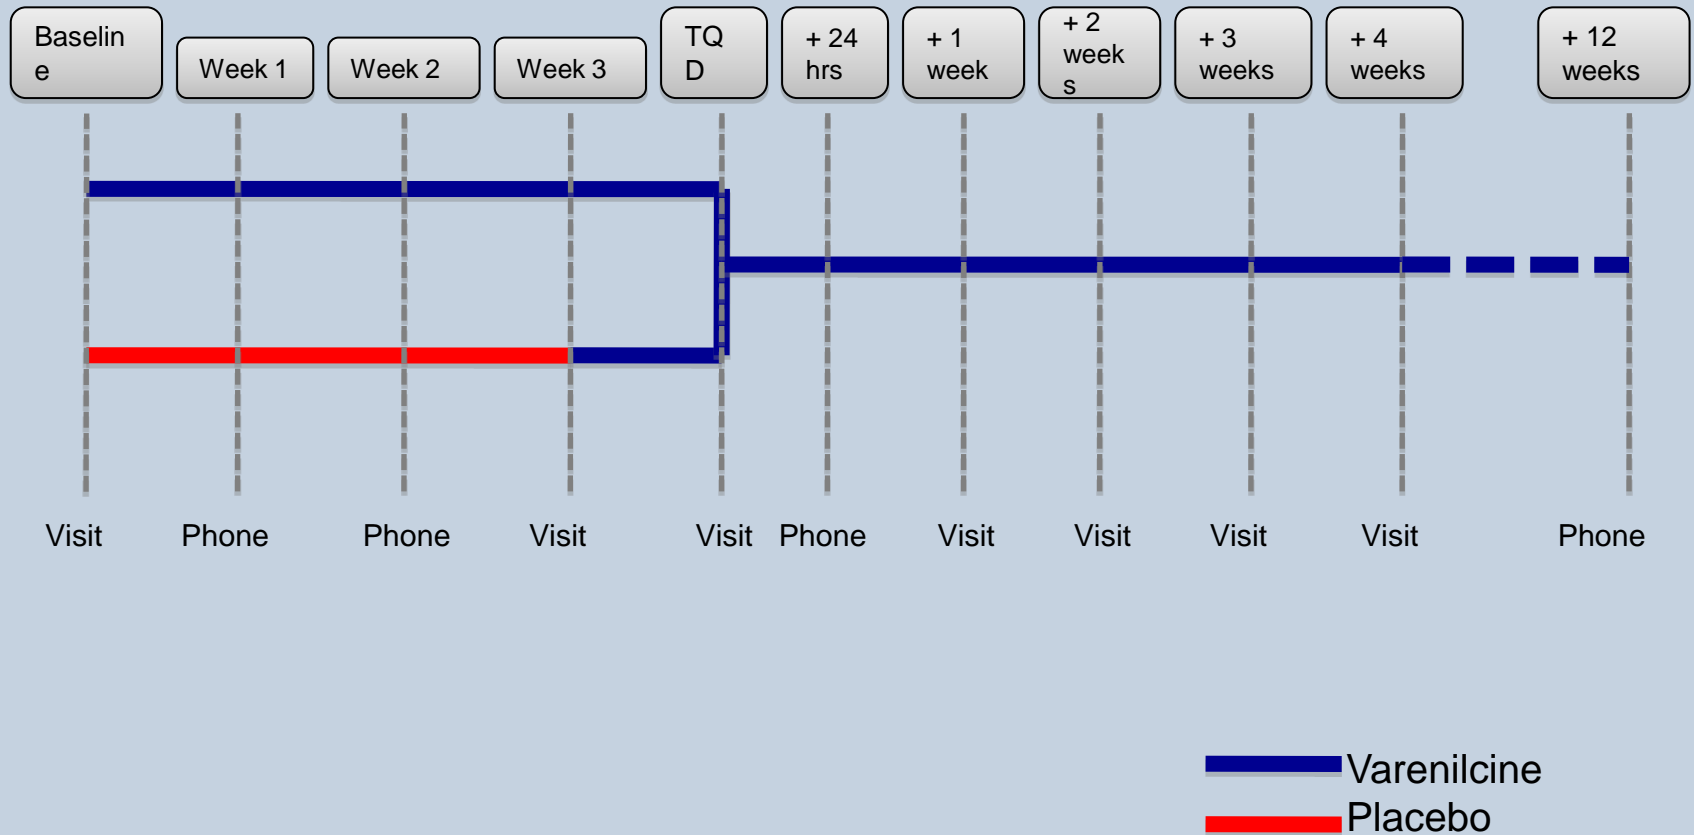 Baselin
e
Week 1
Week 2
Week 3
TQ
D
+ 24
hrs
+ 1
week
+ 2
week
s
+ 3
weeks
+ 4
weeks
+ 12
weeks
Visit
Phone
Phone
Visit
Visit
Phone
Visit
Visit
Visit
Visit
Phone
Varenilcine
Placebo